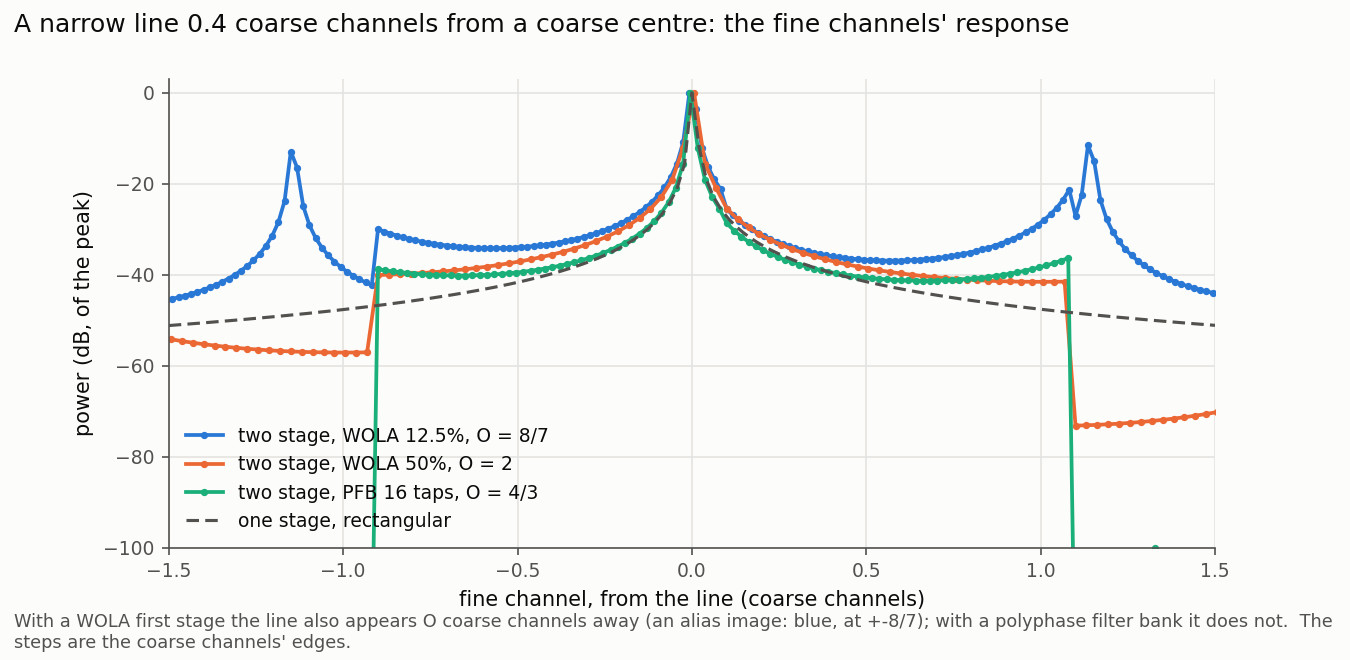 A narrow line 0.4 coarse channels from a coarse centre: the fine channels' response
0
−20
−40
−60
−80
−100
power (dB, of the peak)
two stage, WOLA 12.5%, O = 8/7
two stage, WOLA 50%, O = 2
two stage, PFB 16 taps, O = 4/3
one stage, rectangular
−1.5
−1.0
−0.5
0.0
0.5
1.0
1.5
fine channel, from the line (coarse channels)
With a WOLA first stage the line also appears O coarse channels away (an alias image: blue, at +-8/7); with a polyphase filter bank it does not.  The
steps are the coarse channels' edges.